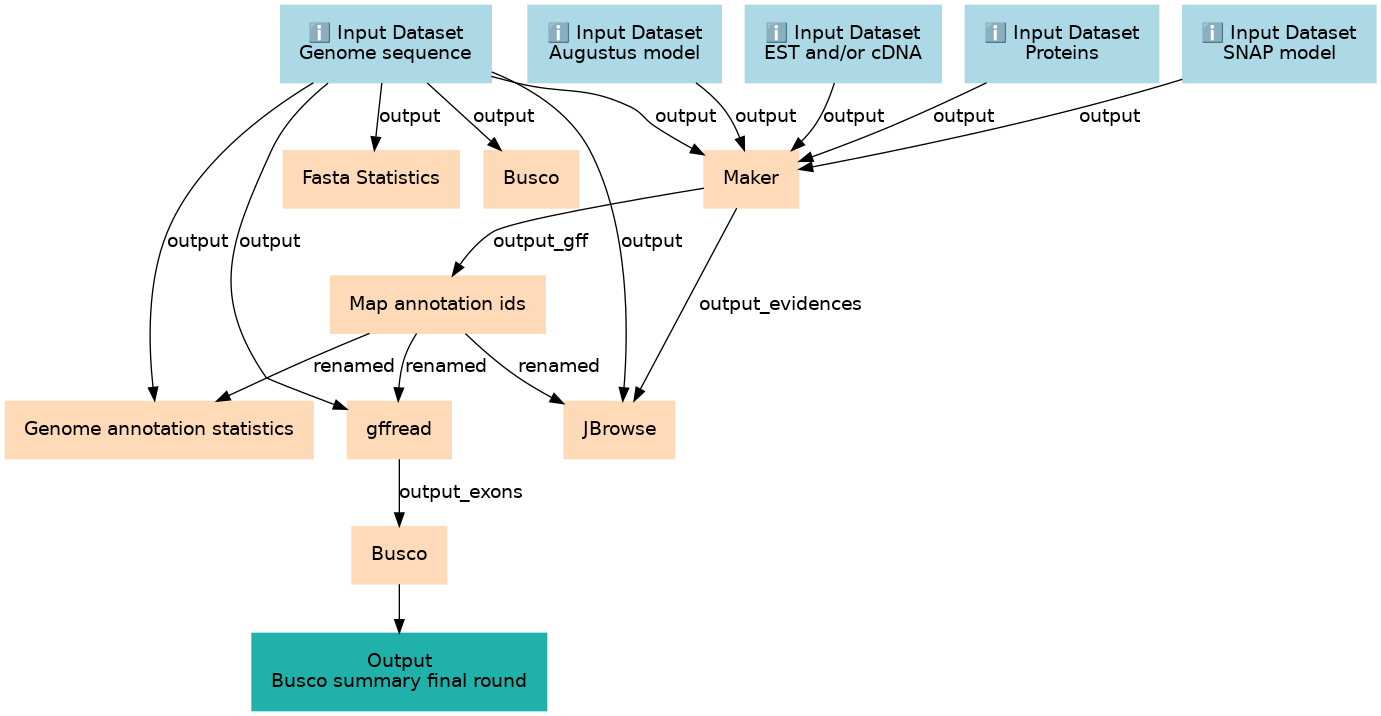 ℹ️ Input Dataset
Genome sequence
ℹ️ Input Dataset
Augustus model
ℹ️ Input Dataset
EST and/or cDNA
ℹ️ Input Dataset
Proteins
ℹ️ Input Dataset
SNAP model
output
output
output
output
output
output
output
Fasta Statistics
Busco
Maker
output
output
output_gff
output
Map annotation ids
output_evidences
renamed
renamed
renamed
Genome annotation statistics
gffread
JBrowse
output_exons
Busco
Output
Busco summary final round